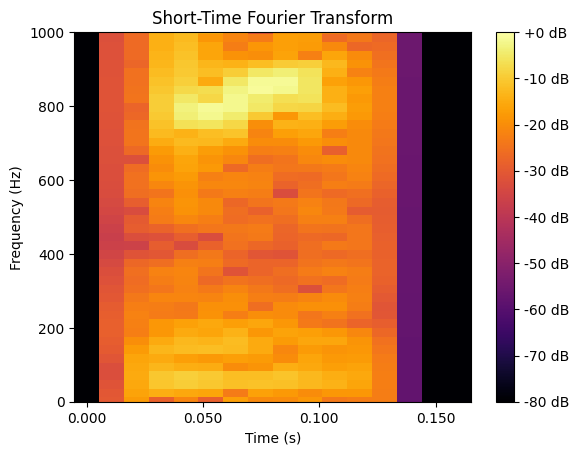 Short-Time Fourier Transform
1000
800
600
400
200
0
Frequency (Hz)
0.000
0.050
0.100
0.150
Time (s)
+0 dB
-10 dB
-20 dB
-30 dB
-40 dB
-50 dB
-60 dB
-70 dB
-80 dB